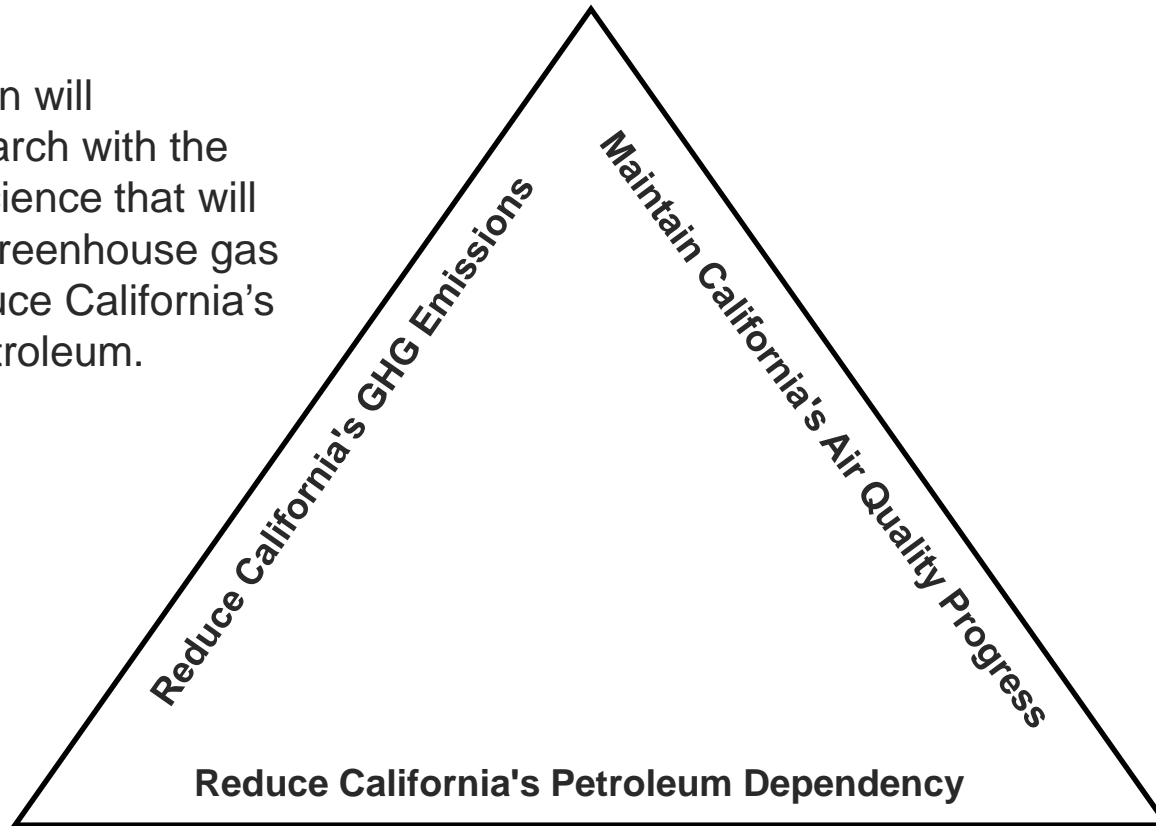 n will
arch with the
ience that will
reenhouse gas
uce California’s
troleum.
Reduce California's GHG Emissions
Maintain California's Air Quality Progress
Reduce California's Petroleum Dependency